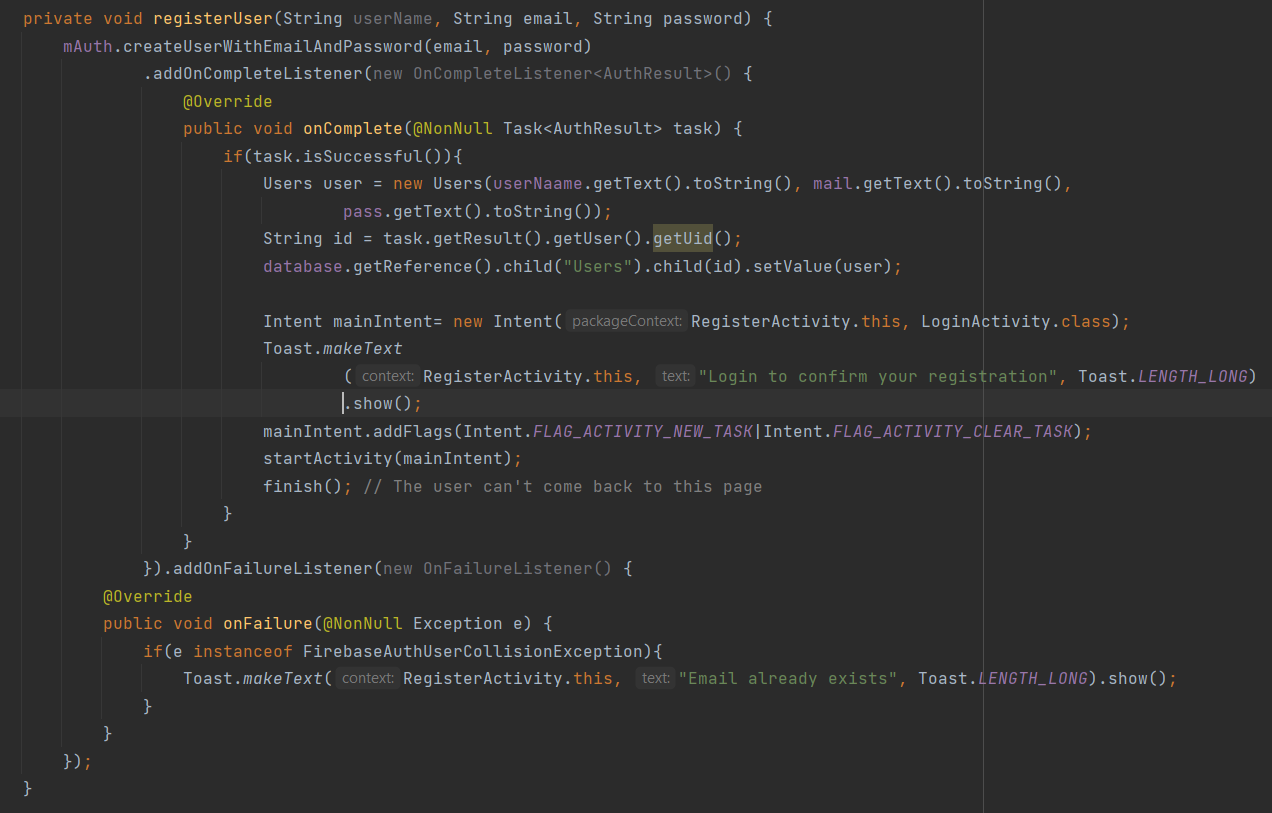 private void registerUser(String userName, String email, String password) {
    mAuth.createUserWithEmailAndPassword(email, password)
            .addOnCompleteListener(new OnCompleteListener<AuthResult>() {
                @Override
                public void onComplete(@NonNull Task<AuthResult> task) {
                    if(task.isSuccessful()){
                        Users user = new Users(userNaame.getText().toString(), mail.getText().toString(),
                                pass.getText().toString());
                        String id = task.getResult().getUser().getUid();
                        database.getReference().child("Users").child(id).setValue(user);

                        Intent mainIntent= new Intent( packageContext: RegisterActivity.this, LoginActivity.class);
                        Toast.makeText
                                ( context: RegisterActivity.this, text: "Login to confirm your registration", Toast.LENGTH_LONG)
                                .show();
                        mainIntent.addFlags(Intent.FLAG_ACTIVITY_NEW_TASK|Intent.FLAG_ACTIVITY_CLEAR_TASK);
                        startActivity(mainIntent);
                        finish(); // The user can't come back to this page
                    }
                }
            }).addOnFailureListener(new OnFailureListener() {
        @Override
        public void onFailure(@NonNull Exception e) {
            if(e instanceof FirebaseAuthUserCollisionException){
                Toast.makeText( context: RegisterActivity.this, text: "Email already exists", Toast.LENGTH_LONG).show();
            }
        }
    });
}